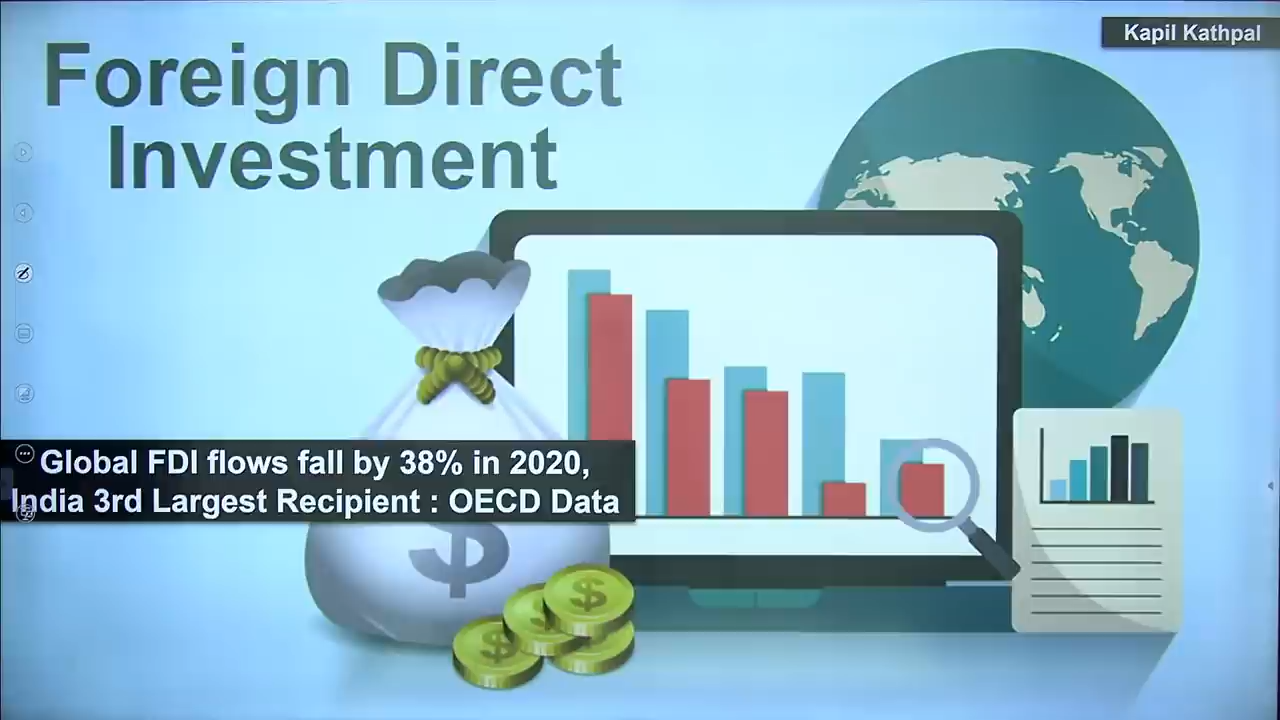 Kapil Kathpal
Foreign Direct
Investment
Global FDI flows fall by 38% in 2020,
India 3rd Largest Recipient : OECD Data
$
$
$
$